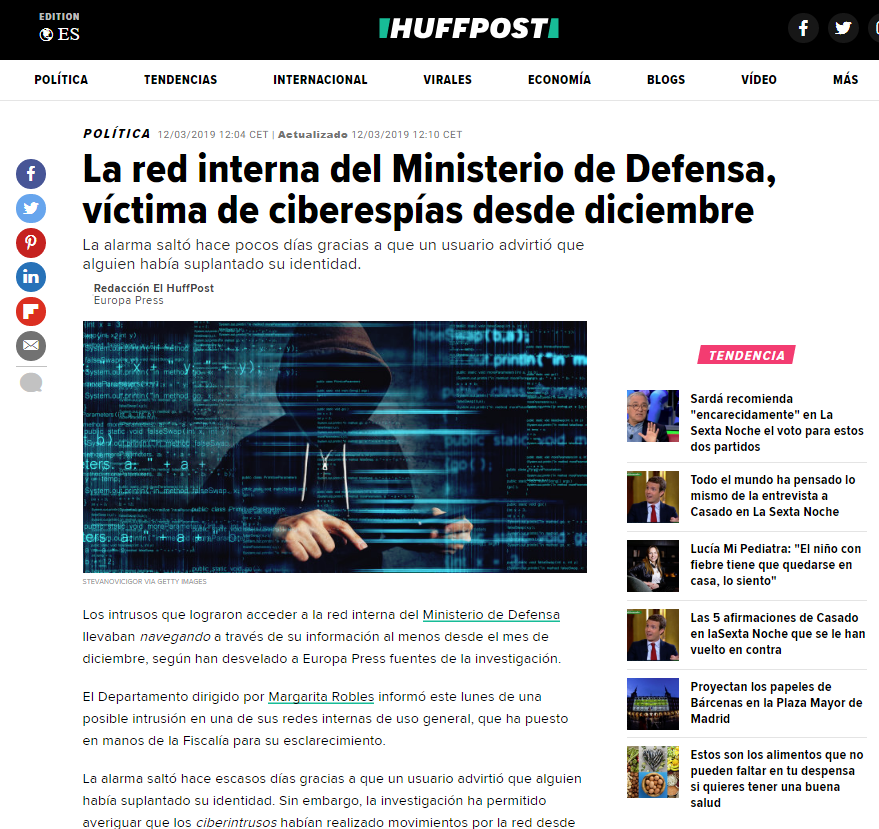 EDITION
ES
HUFFPOST
POLÍTICA
TENDENCIAS
INTERNACIONAL
VIRALES
ECONOMÍA
BLOGS
VÍDEO
MÁS
POLÍTICA 12/03/2019 12:04 CET | Actualizado 12/03/2019 12:10 CET
La red interna del Ministerio de Defensa,
víctima de ciberespías desde diciembre
La alarma saltó hace pocos días gracias a que un usuario advirtió que
alguien había suplantado su identidad.
Redacción El HuffPost
Europa Press
STEVANOVICIGOR VIA GETTY IMAGES
Los intrusos que lograron acceder a la red interna del Ministerio de Defensa
llevaban navegando a través de su información al menos desde el mes de
diciembre, según han desvelado a Europa Press fuentes de la investigación.
El Departamento dirigido por Margarita Robles informó este lunes de una
posible intrusión en una de sus redes internas de uso general, que ha puesto
en manos de la Fiscalía para su esclarecimiento.
La alarma saltó hace escasos días gracias a que un usuario advirtió que alguien
había suplantado su identidad. Sin embargo, la investigación ha permitido
averiguar que los ciberintrusos habían realizado movimientos por la red desde
TENDENCIA
Sardá recomienda
"encarecidamente" en La
Sexta Noche el voto para estos
dos partidos
Todo el mundo ha pensado lo
mismo de la entrevista a
Casado en La Sexta Noche
Lucía Mi Pediatra: "El niño con
fiebre tiene que quedarse en
casa, lo siento"
Las 5 afirmaciones de Casado
en laSexta Noche que se le han
vuelto en contra
Proyectan los papeles de
Bárcenas en la Plaza Mayor de
Madrid
Estos son los alimentos que no
pueden faltar en tu despensa
si quieres tener una buena
salud